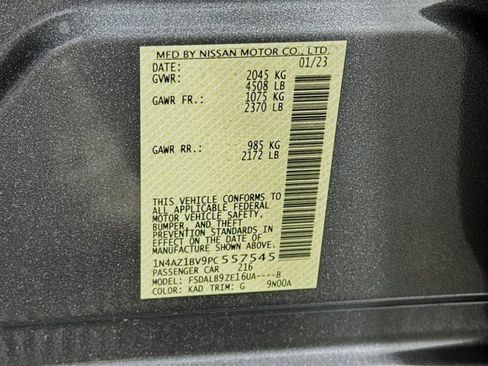 MFD BY NISSAN MOTOR CO., LTD.
DATE: 01/23
GVWR: 2045 KG
4508 LB
GAWR FR.: 1075 KG
2370 LB
GAWR RR.: 985 KG
2172 LB
THIS VEHICLE CONFORMS TO
ALL APPLICABLE FEDERAL
MOTOR VEHICLE SAFETY,
BUMPER, AND THEFT
PREVENTION STANDARDS IN
EFFECT ON THE DATE OF
MANUFACTURE SHOWN ABOVE.
1N4AZ1BV9PC557545
PASSENGER CAR 216
MODEL: FSDALB9ZE16UA----B
COLOR: KAD TRIM: G 9N00A